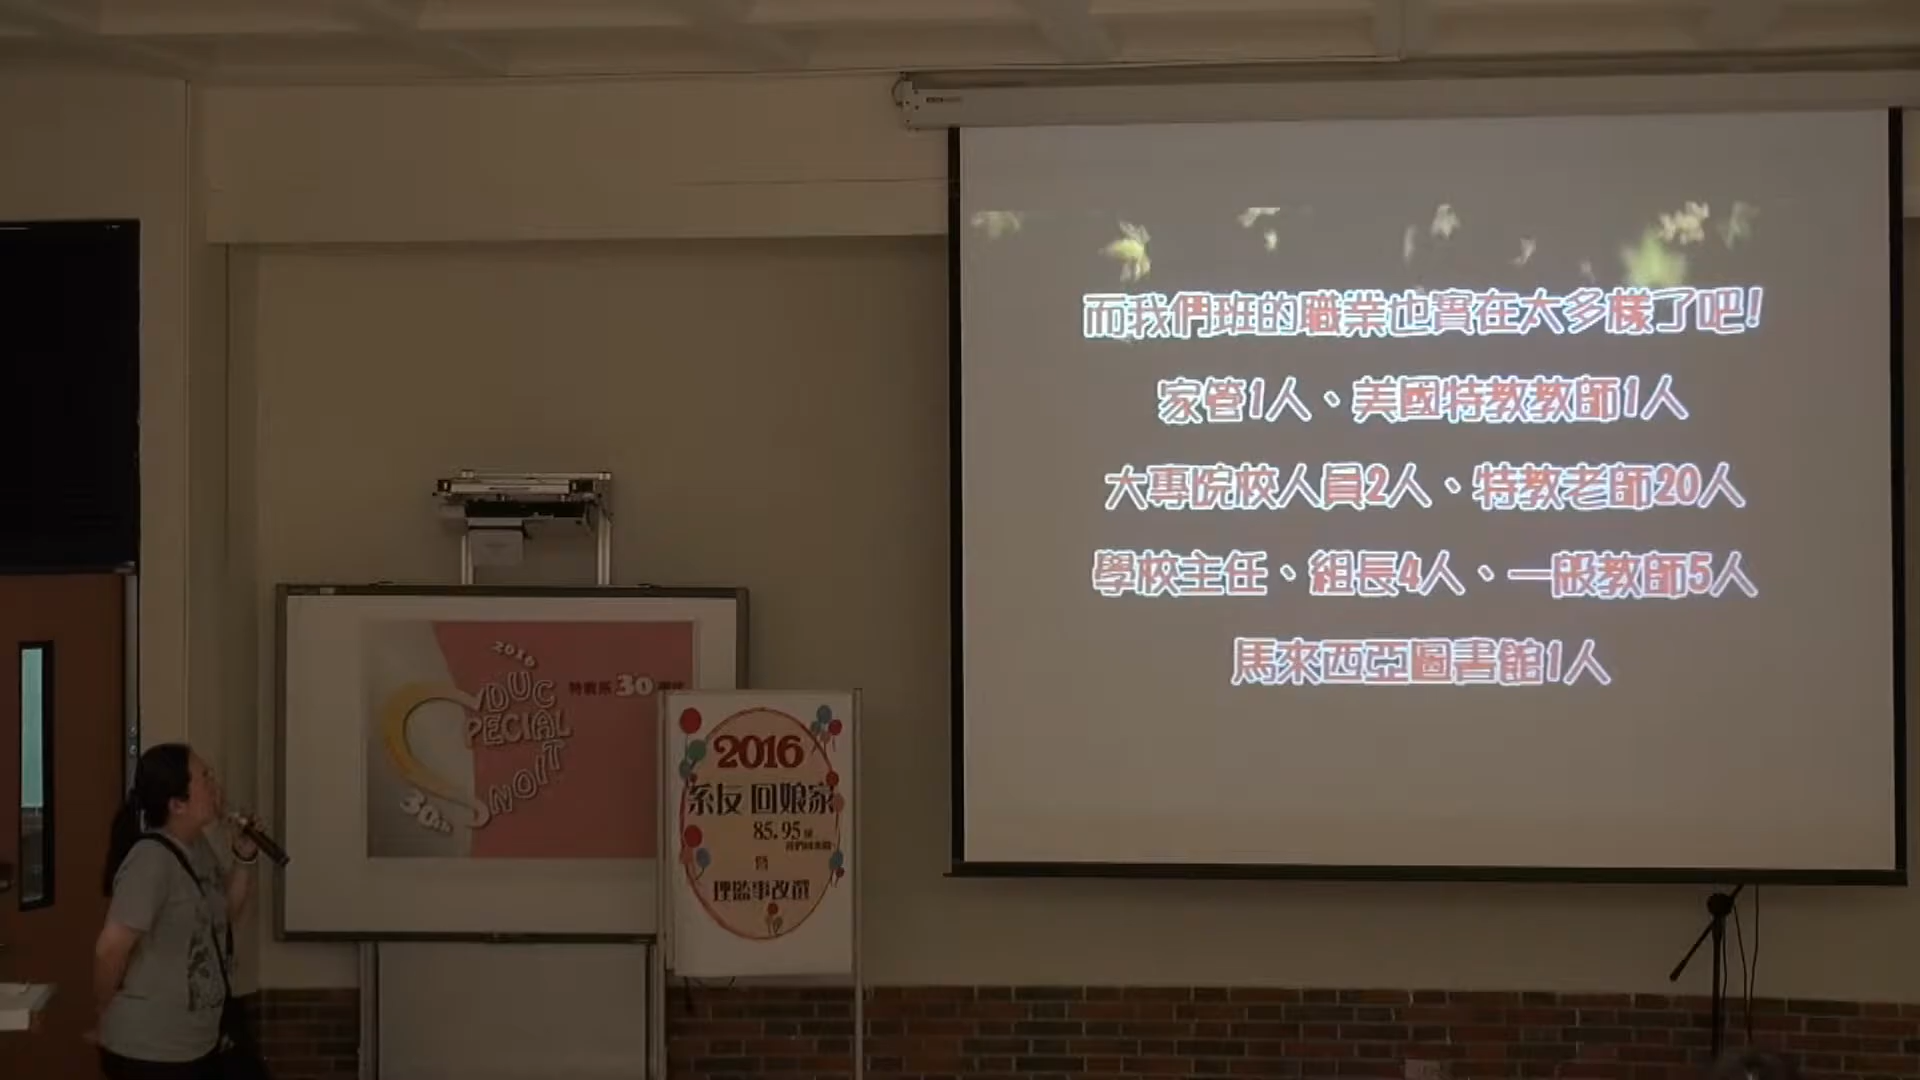 而我們班的職業也實在太多樣了吧!
家管1人、美國特教教師1人
大專院校人員2人、特教老師20人
學校主任、組長4人、一般教師5人
馬來西亞圖書館1人
2016
EDUC
SPECIAL
特教系30
30th
2016
系友回娘家
85.95
暨
理監事改選